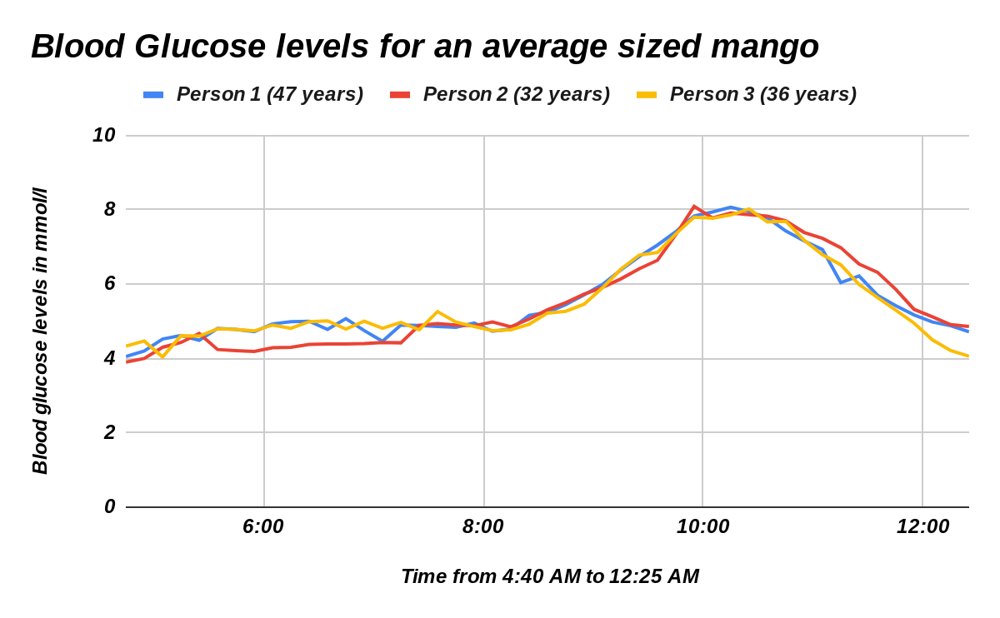 Blood Glucose levels for an average sized mango
Person 1 (47 years) Person 2 (32 years) Person 3 (36 years)
Blood glucose levels in mmol/l
10
8
6
4
2
0
6:00 8:00 10:00 12:00
Time from 4:40 AM to 12:25 AM